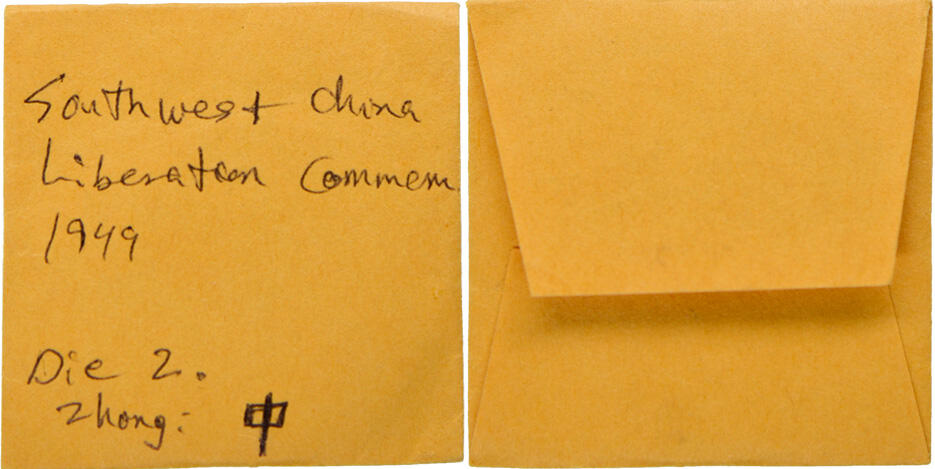 Southwest China
Liberation Commem
1949
Die 2.
Zhong: 中